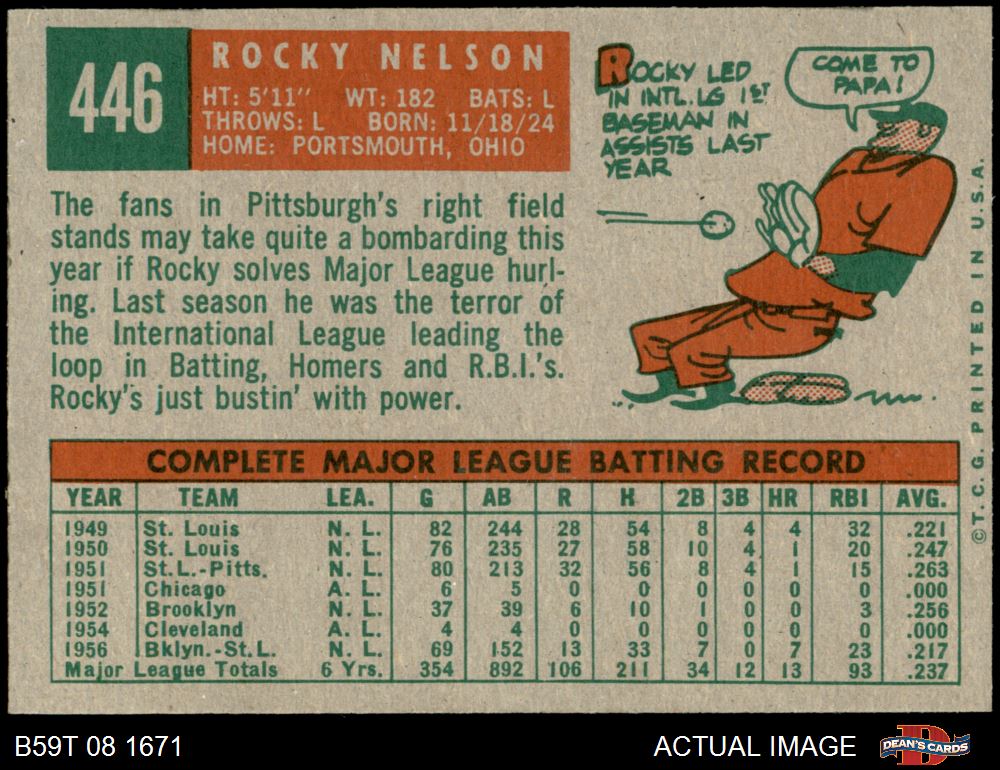 446
ROCKY NELSON
HT: 5'11" WT: 182 BATS: L
THROWS: L BORN: 11/18/24
HOME: PORTSMOUTH, OHIO
ROCKY LED
IN INTL. LG 1ST
BASEMAN IN
ASSISTS LAST
YEAR
COME TO
PAPA!
The fans in Pittsburgh's right field
stands may take quite a bombarding this
year if Rocky solves Major League hurl-
ing. Last season he was the terror of
the International League leading the
loop in Batting, Homers and R.B.I.'s.
Rocky's just bustin' with power.
COMPLETE MAJOR LEAGUE BATTING RECORD
YEAR TEAM LEA. G AB R H 2B 3B HR RBI AVG.
1949 St. Louis N. L. 82 244 28 54 8 4 4 32 .221
1950 St. Louis N. L. 76 235 27 58 10 4 1 20 .247
1951 St.L.-Pitts. N. L. 80 213 32 56 8 4 1 15 .263
1951 Chicago A. L. 6 5 0 0 0 0 0 0 .000
1952 Brooklyn N. L. 37 39 6 10 1 0 0 3 .256
1954 Cleveland A. L. 4 4 0 0 0 0 0 0 .000
1956 Bklyn.-St.L. N. L. 69 152 13 33 7 0 7 23 .217
Major League Totals 6 Yrs. 354 892 106 211 34 12 13 93 .237
©T.C.G. PRINTED IN U.S.A.
B59T 08 1671
ACTUAL IMAGE
D
DEAN'S CARDS